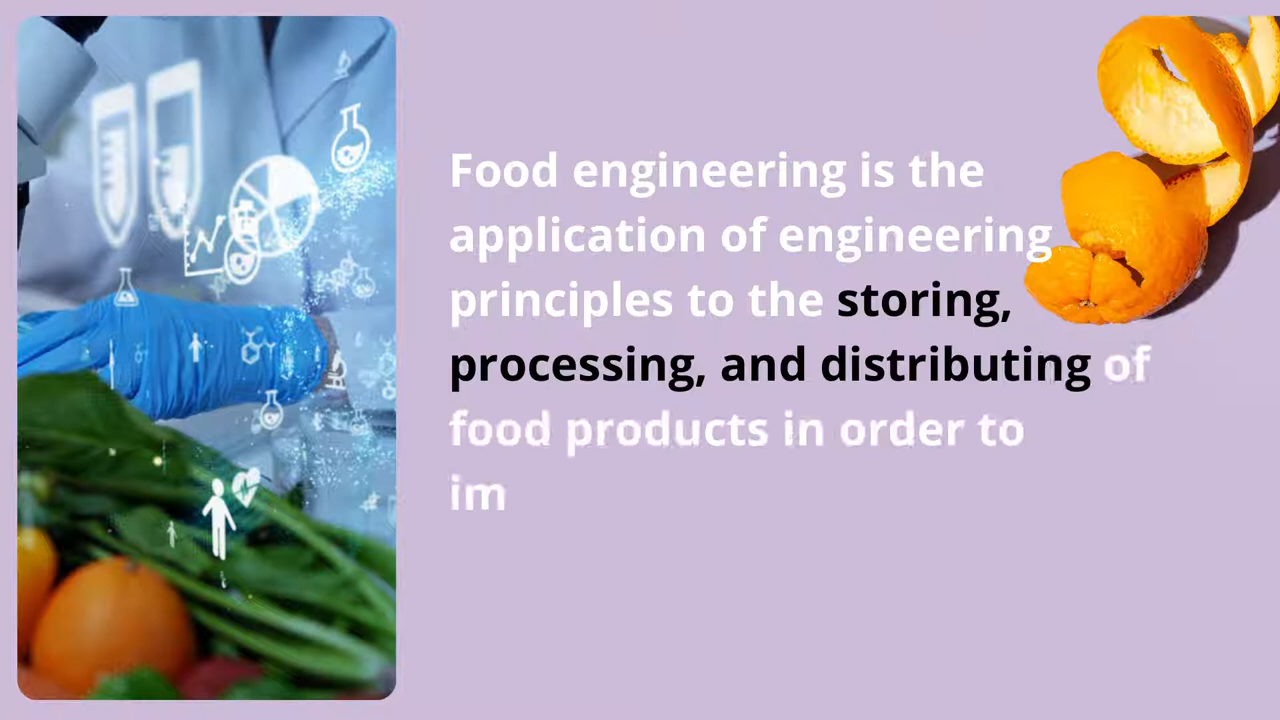 Food engineering is the
application of engineering
principles to the storing,
processing, and distributing of
food products in order to
im